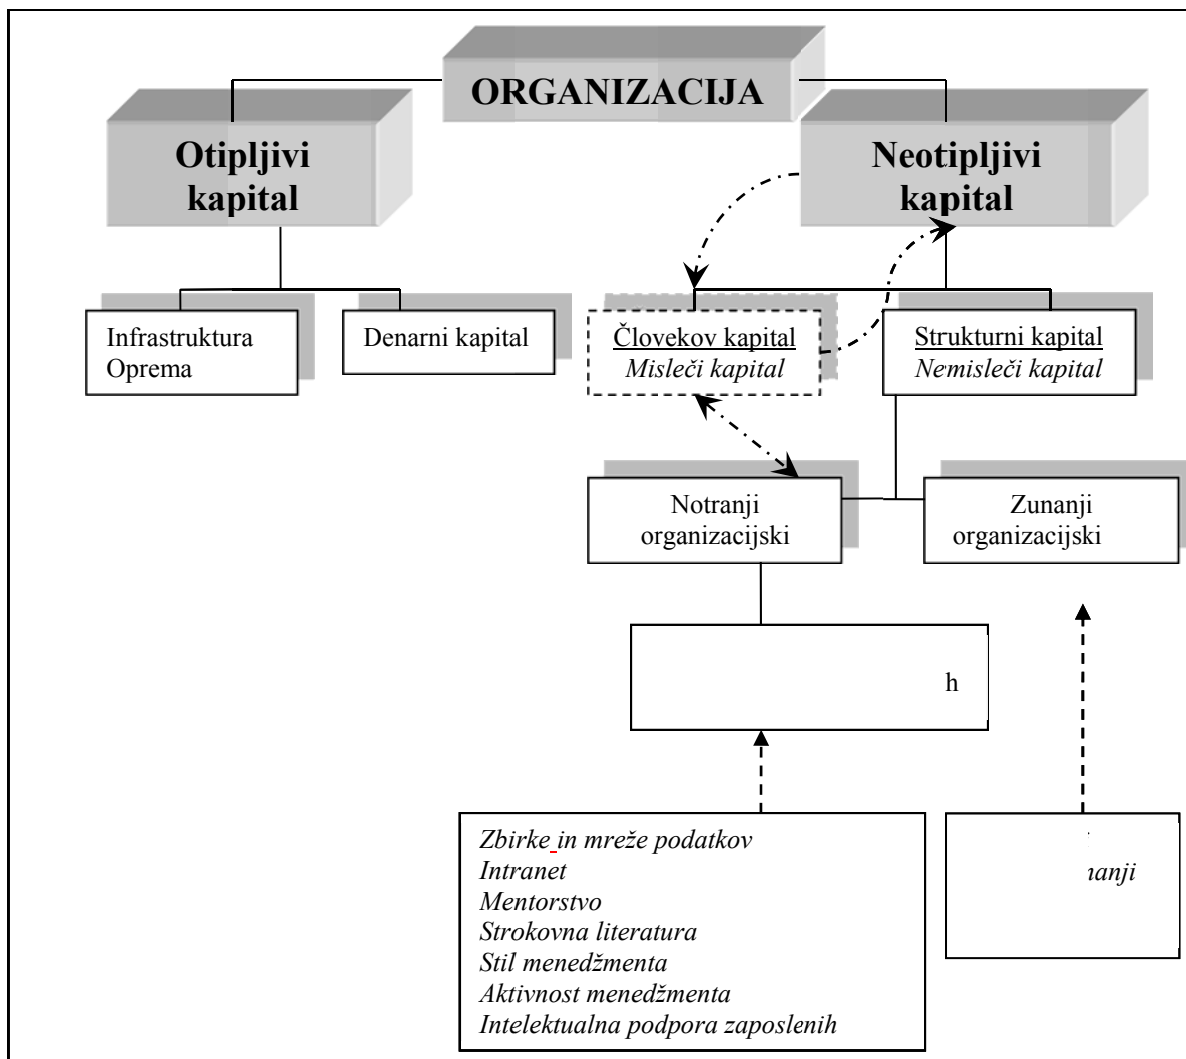 ORGANIZACIJA
Otipljivi
kapital
Neotipljivi
kapital
Infrastruktura
Oprema
Denarni kapital
Človekov kapital
Misleči kapital
Strukturni kapital
Nemisleči kapital
Notranji
organizacijski
Zunanji
organizacijski
h
Zbirke in mreže podatkov
Intranet
Mentorstvo
Strokovna literatura
Stil menedžmenta
Aktivnost menedžmenta
Intelektualna podpora zaposlenih